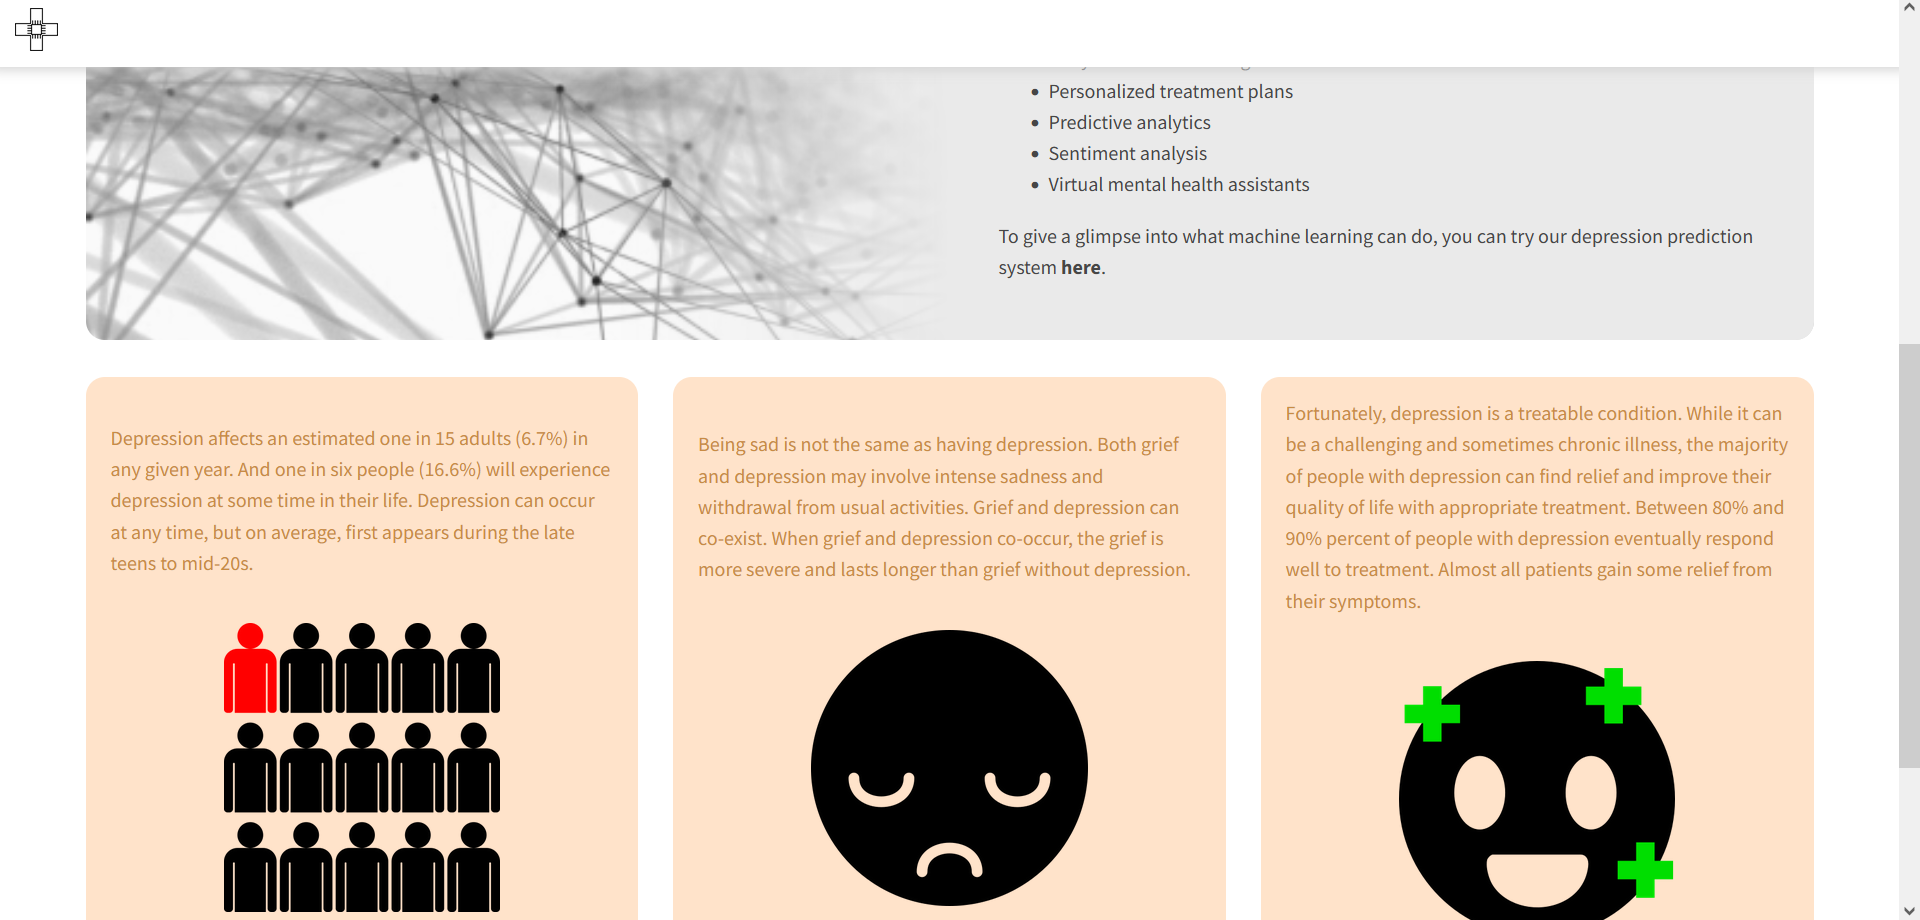 Personalized treatment plans
Predictive analytics
Sentiment analysis
Virtual mental health assistants
To give a glimpse into what machine learning can do, you can try our depression prediction
system here.
Depression affects an estimated one in 15 adults (6.7%) in
any given year. And one in six people (16.6%) will experience
depression at some time in their life. Depression can occur
at any time, but on average, first appears during the late
teens to mid-20s.
Being sad is not the same as having depression. Both grief
and depression may involve intense sadness and
withdrawal from usual activities. Grief and depression can
co-exist. When grief and depression co-occur, the grief is
more severe and lasts longer than grief without depression.
Fortunately, depression is a treatable condition. While it can
be a challenging and sometimes chronic illness, the majority
of people with depression can find relief and improve their
quality of life with appropriate treatment. Between 80% and
90% percent of people with depression eventually respond
well to treatment. Almost all patients gain some relief from
their symptoms.